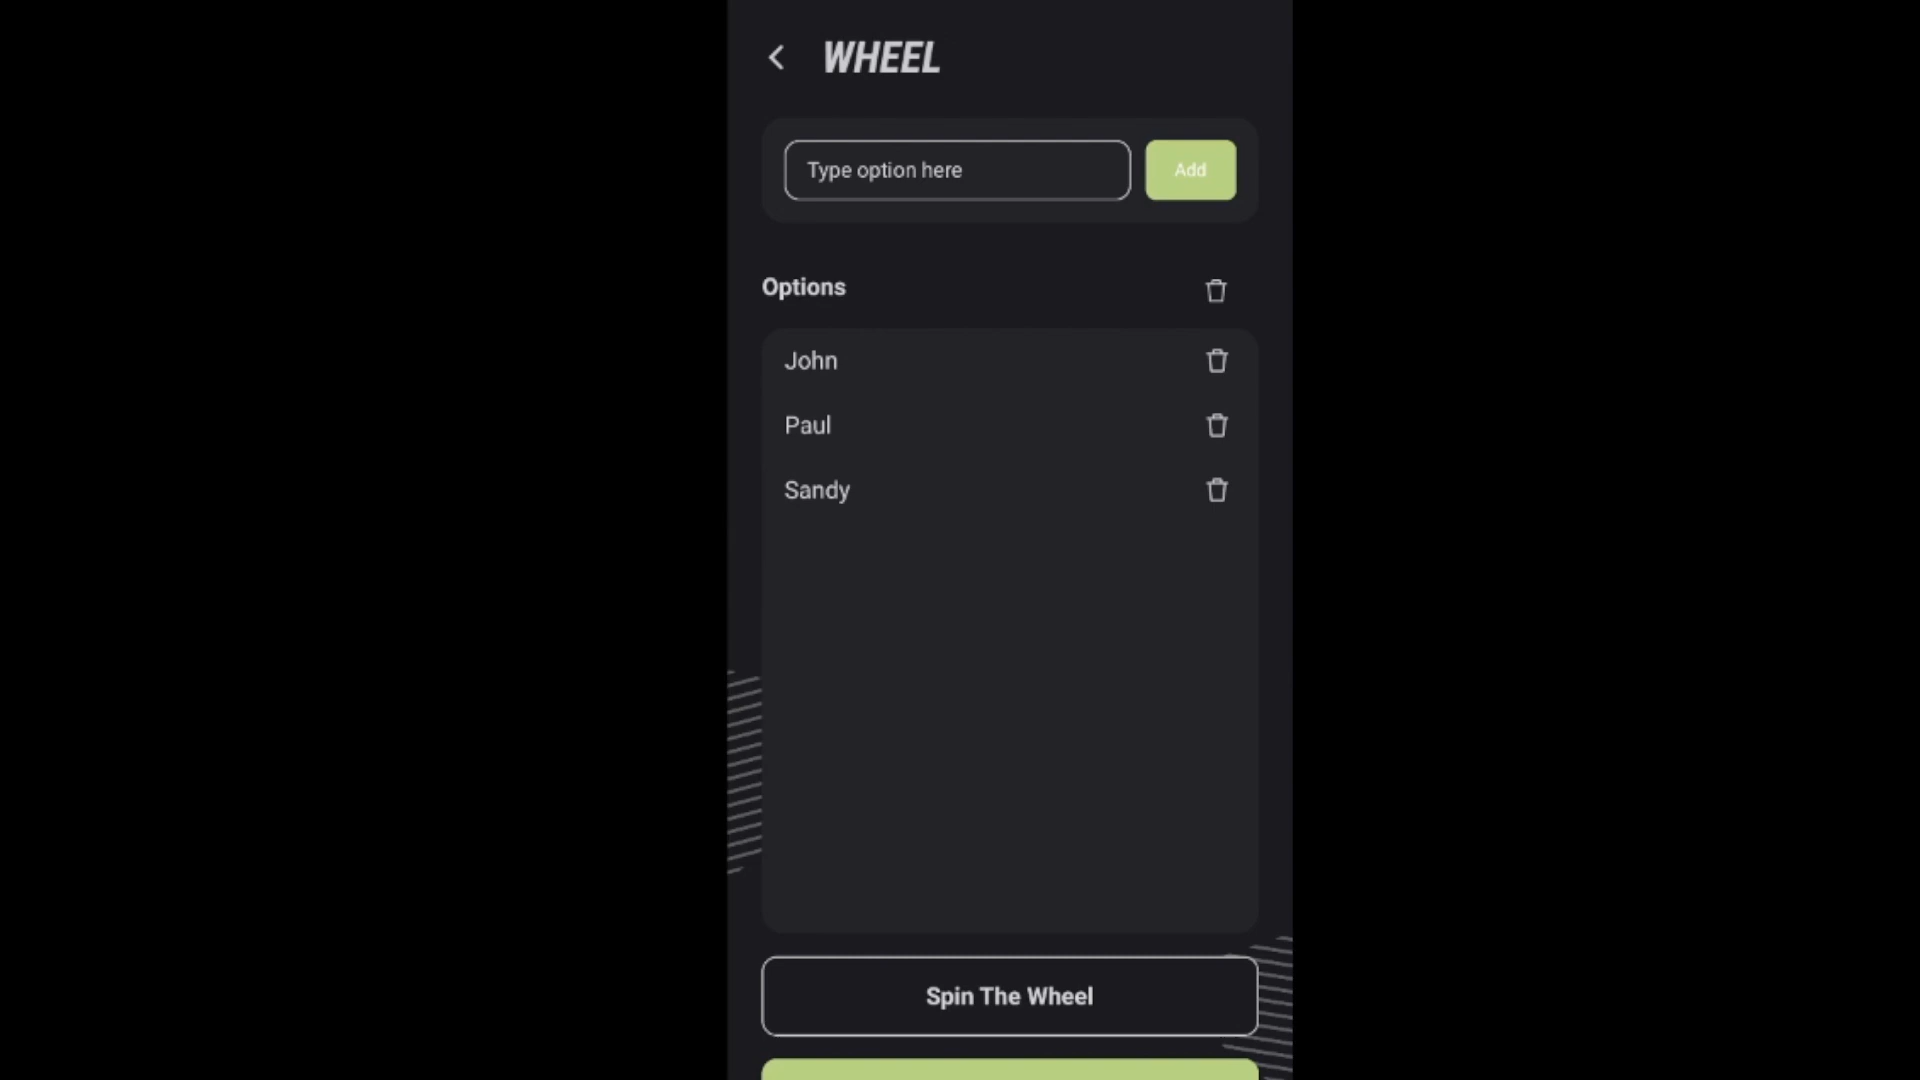 WHEEL
Type option here
Add
Options
John
Paul
Sandy
Spin The Wheel